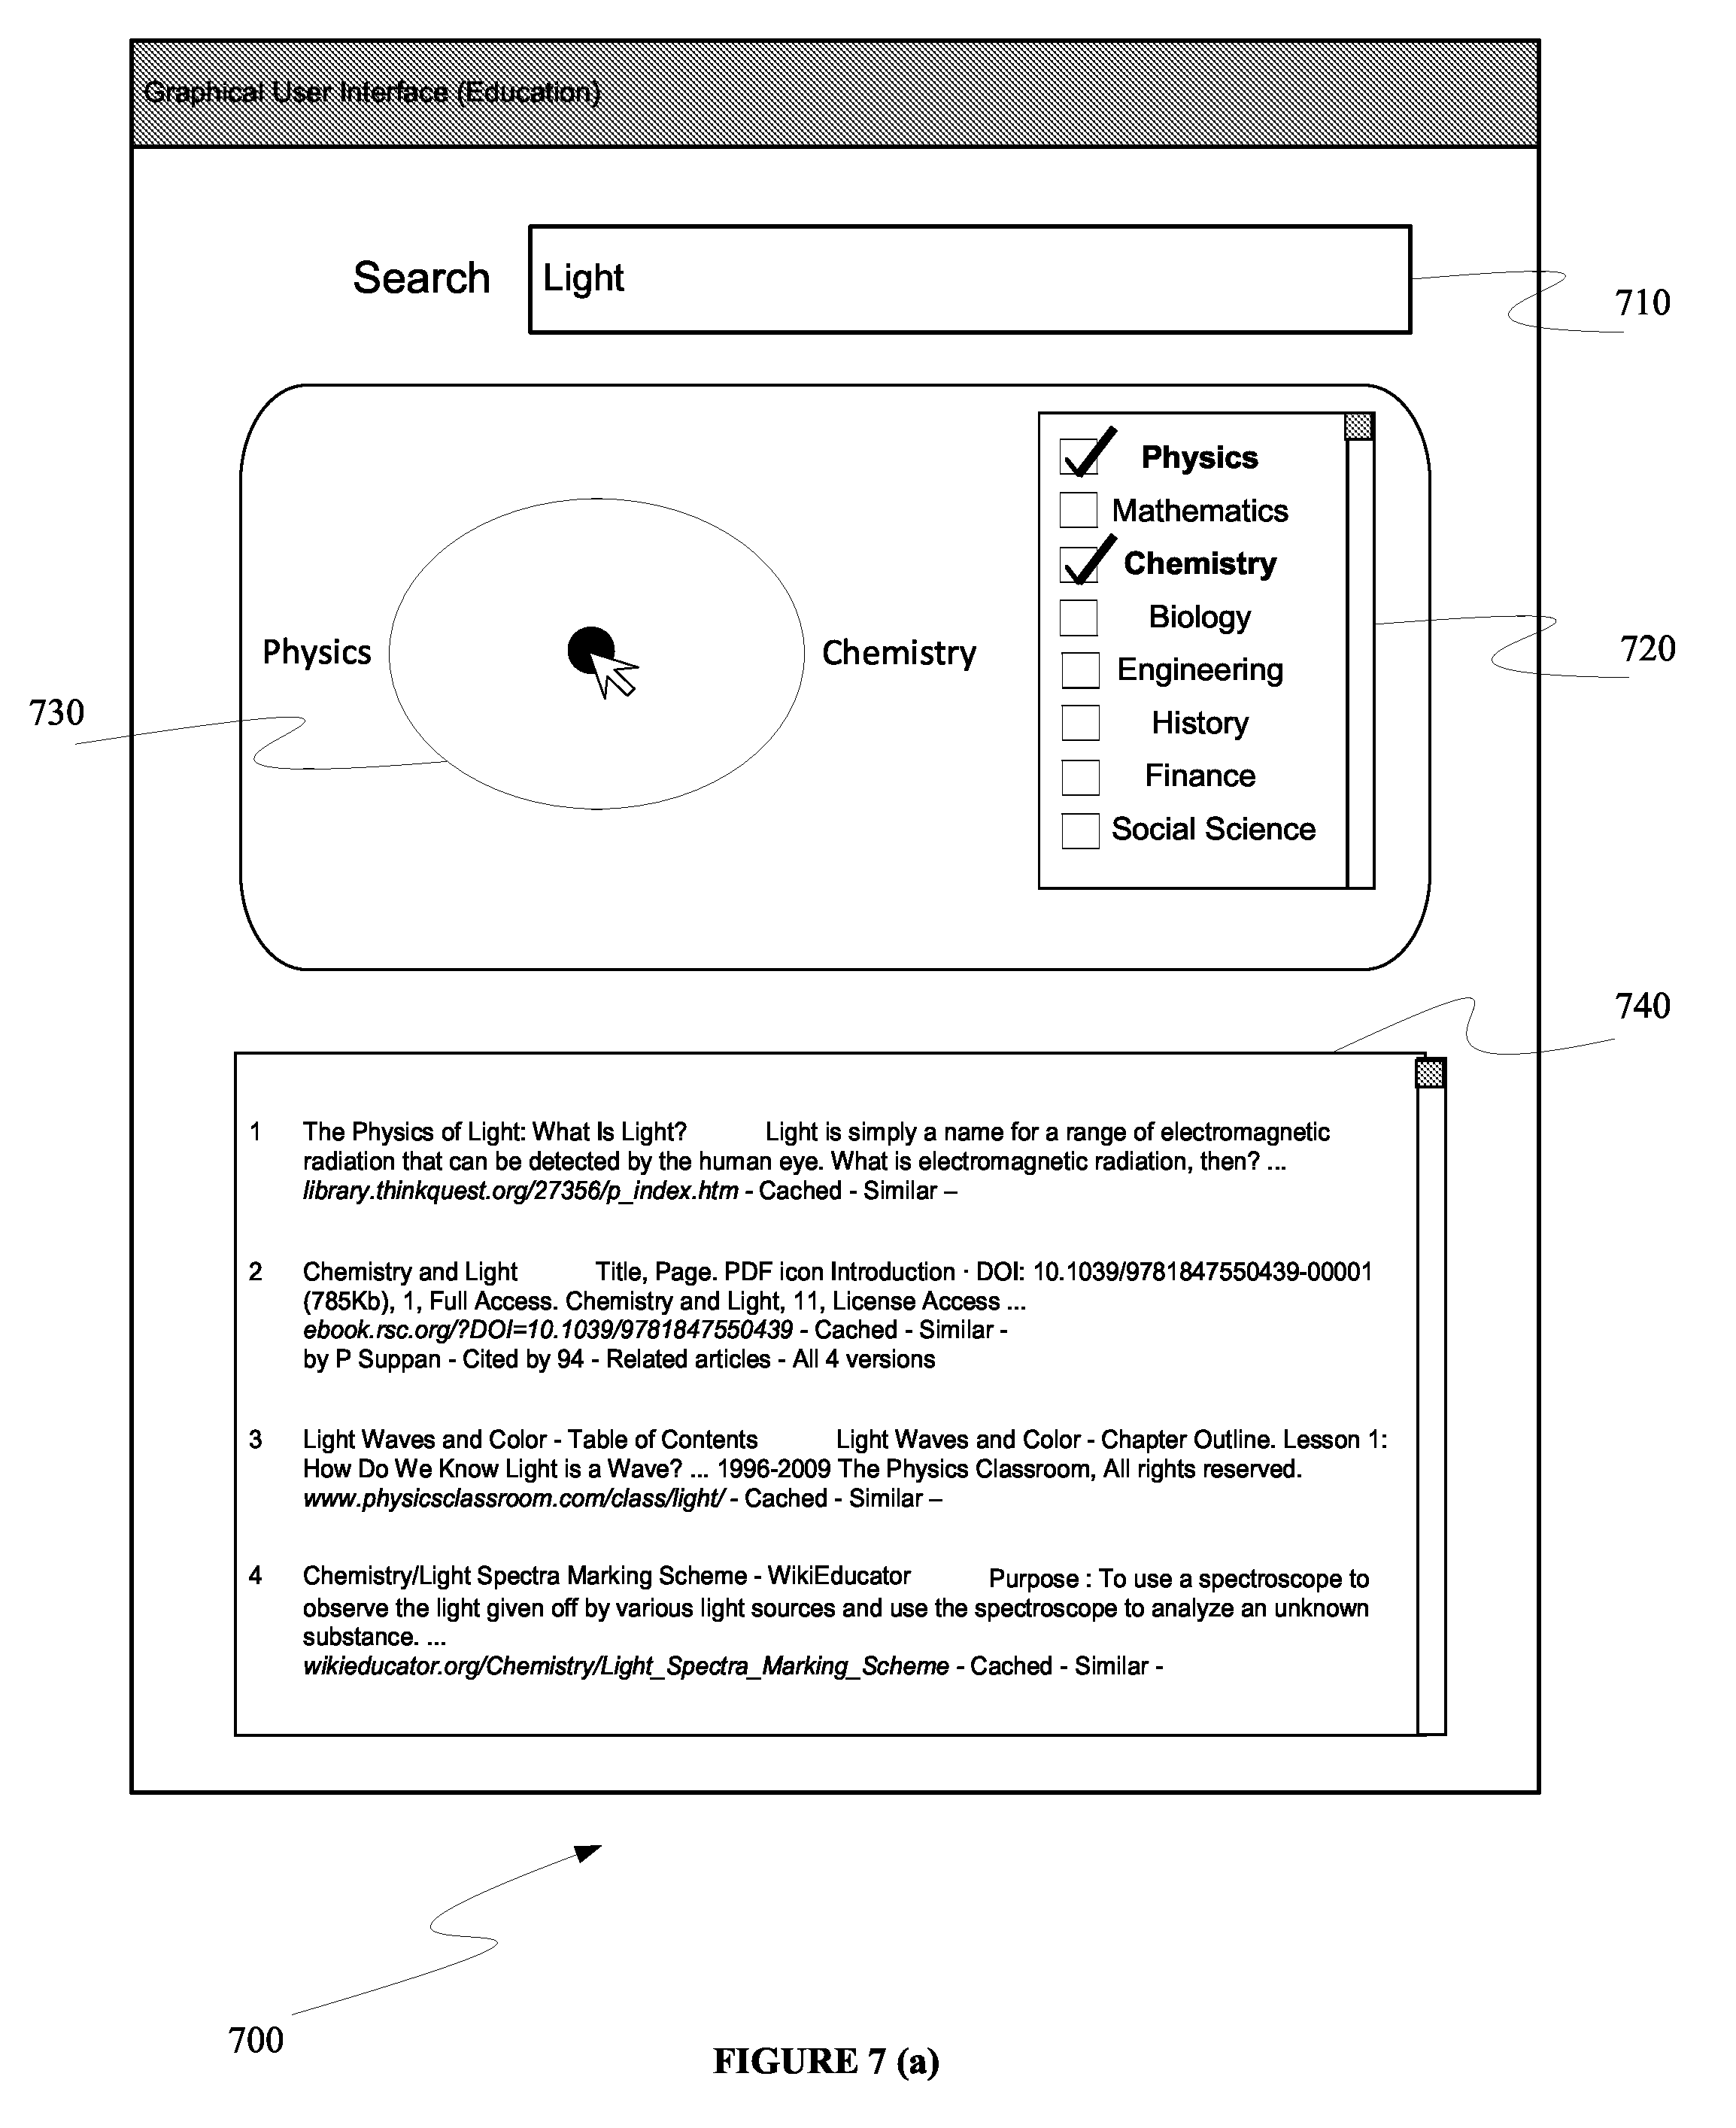 Graphical User Interface (Education)
Search
Light
710
Physics
Mathematics
Chemistry
Biology
Engineering
History
Finance
Social Science
720
Physics
Chemistry
730
740
1 The Physics of Light: What Is Light? Light is simply a name for a range of electromagnetic
radiation that can be detected by the human eye. What is electromagnetic radiation, then? ...
library.thinkquest.org/27356/p_index.htm - Cached - Similar –
2 Chemistry and Light Title, Page. PDF icon Introduction · DOI: 10.1039/9781847550439-00001
(785Kb), 1, Full Access. Chemistry and Light, 11, License Access ...
ebook.rsc.org/?DOI=10.1039/9781847550439 - Cached - Similar -
by P Suppan - Cited by 94 - Related articles - All 4 versions
3 Light Waves and Color - Table of Contents Light Waves and Color - Chapter Outline. Lesson 1:
How Do We Know Light is a Wave? ... 1996-2009 The Physics Classroom, All rights reserved.
www.physicsclassroom.com/class/light/ - Cached - Similar –
4 Chemistry/Light Spectra Marking Scheme - WikiEducator Purpose : To use a spectroscope to
observe the light given off by various light sources and use the spectroscope to analyze an unknown
substance. ...
wikieducator.org/Chemistry/Light_Spectra_Marking_Scheme - Cached - Similar -
700
FIGURE 7 (a)